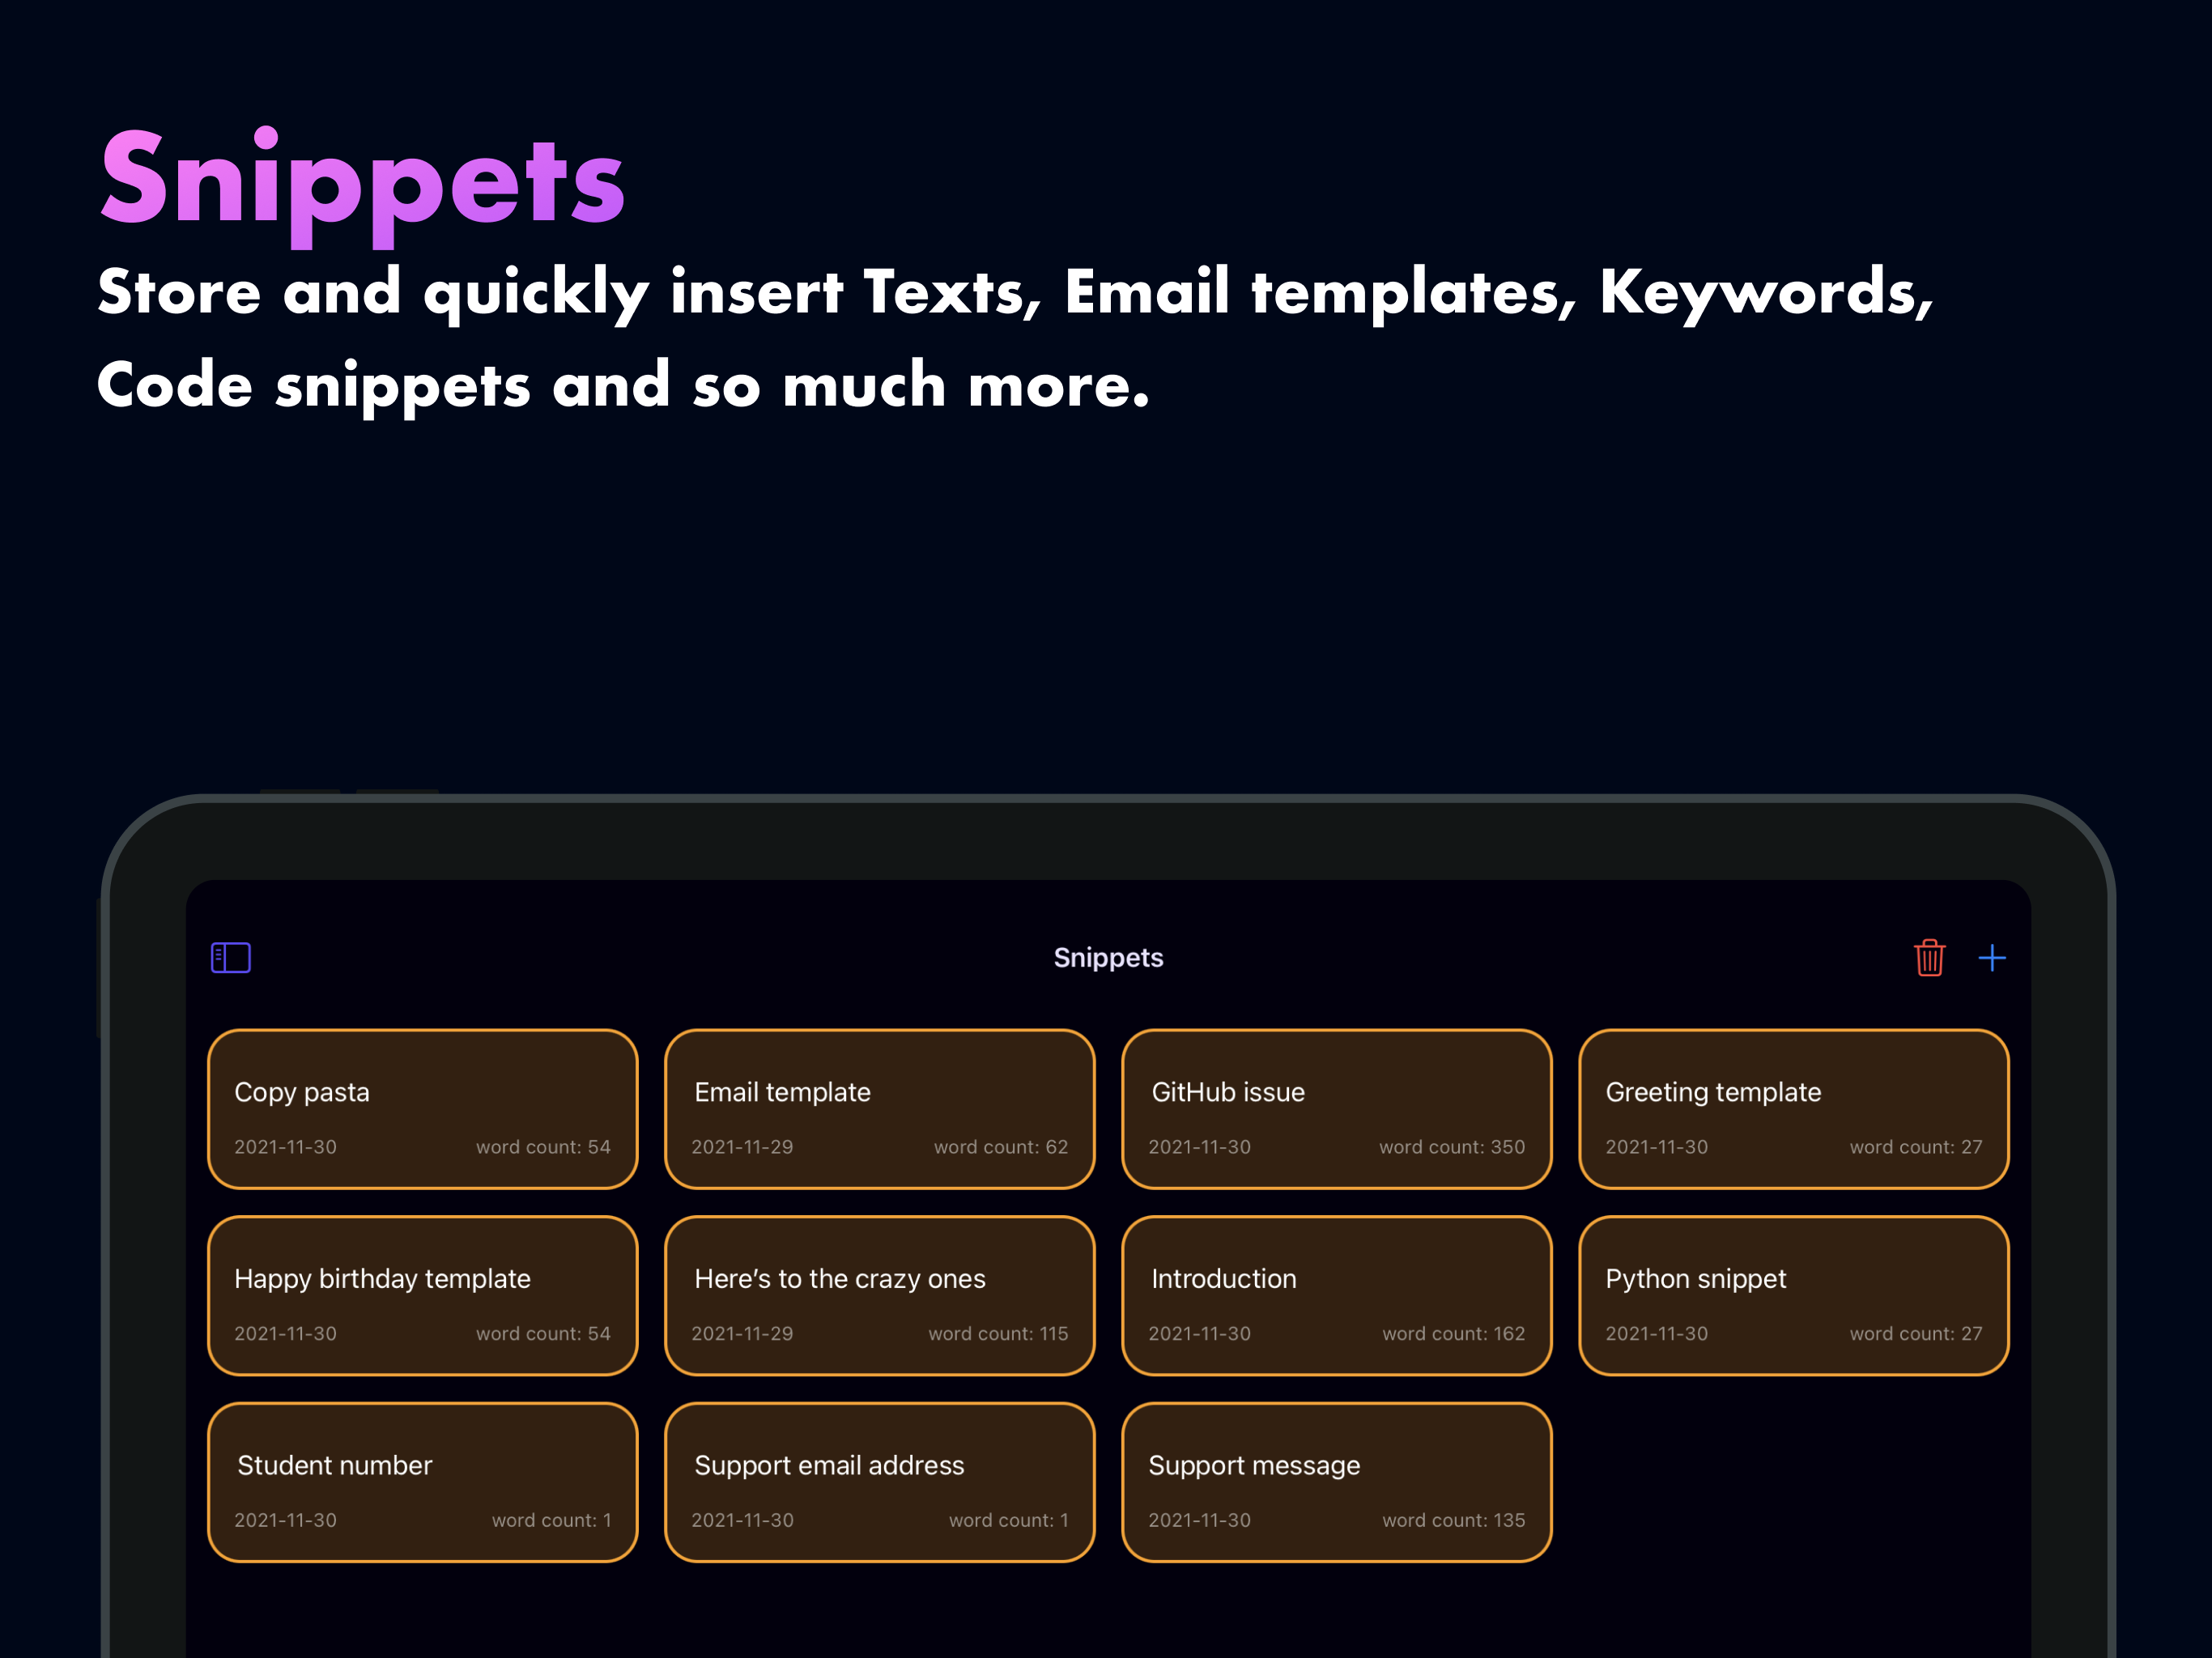 Snippets
Store and quickly insert Texts, Email templates, Keywords,
Code snippets and so much more.
Snippets
Copy pasta
2021-11-30 word count: 54
Email template
2021-11-29 word count: 62
GitHub issue
2021-11-30 word count: 350
Greeting template
2021-11-30 word count: 27
Happy birthday template
2021-11-30 word count: 54
Here’s to the crazy ones
2021-11-29 word count: 115
Introduction
2021-11-30 word count: 162
Python snippet
2021-11-30 word count: 27
Student number
2021-11-30 word count: 1
Support email address
2021-11-30 word count: 1
Support message
2021-11-30 word count: 135